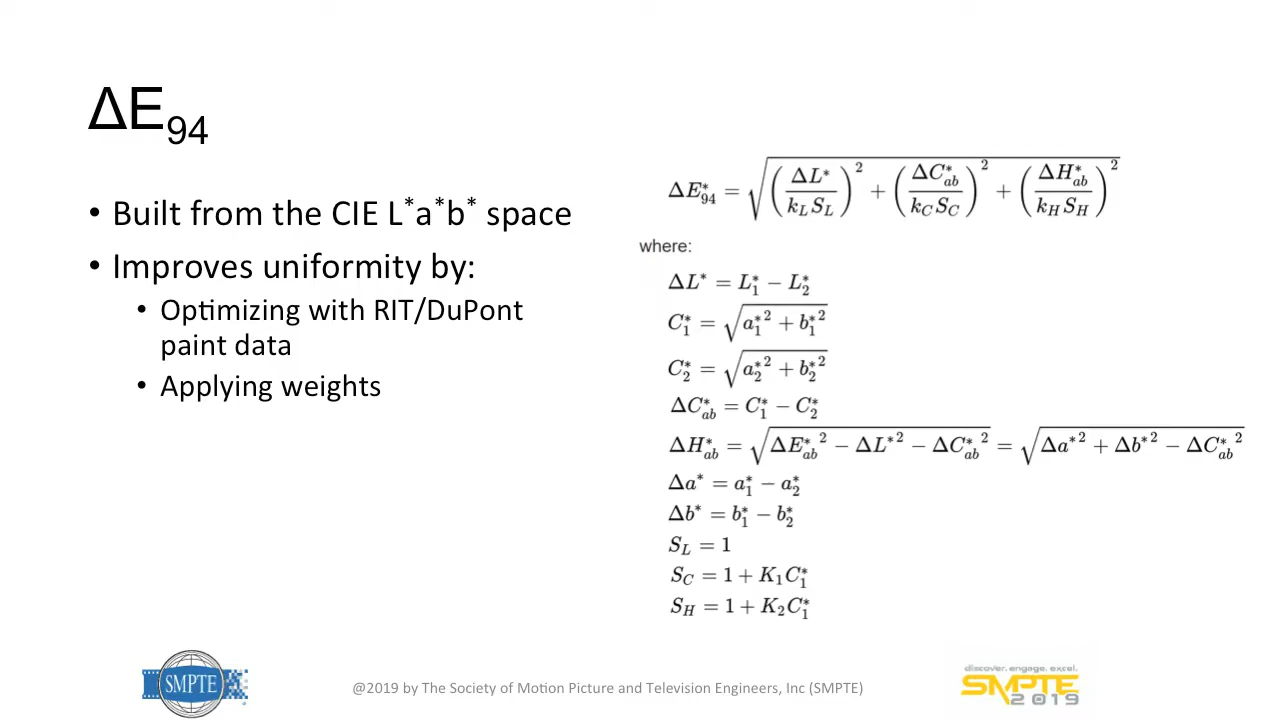 ΔE₉₄
• Built from the CIE L*a*b* space
• Improves uniformity by:
• Optimizing with RIT/DuPont
paint data
• Applying weights
ΔE*₉₄ = √((ΔL*/(k_L S_L))² + (ΔC*_ab/(k_C S_C))² + (ΔH*_ab/(k_H S_H))²)
where:
ΔL* = L*₁ − L*₂
C*₁ = √(a*₁² + b*₁²)
C*₂ = √(a*₂² + b*₂²)
ΔC*_ab = C*₁ − C*₂
ΔH*_ab = √(ΔE*_ab² − ΔL*² − ΔC*_ab²) = √(Δa*² + Δb*² − ΔC*_ab²)
Δa* = a*₁ − a*₂
Δb* = b*₁ − b*₂
S_L = 1
S_C = 1 + K₁C*₁
S_H = 1 + K₂C*₁
SMPTE
@2019 by The Society of Motion Picture and Television Engineers, Inc (SMPTE)
discover. engage. excel.
SMPTE
2019